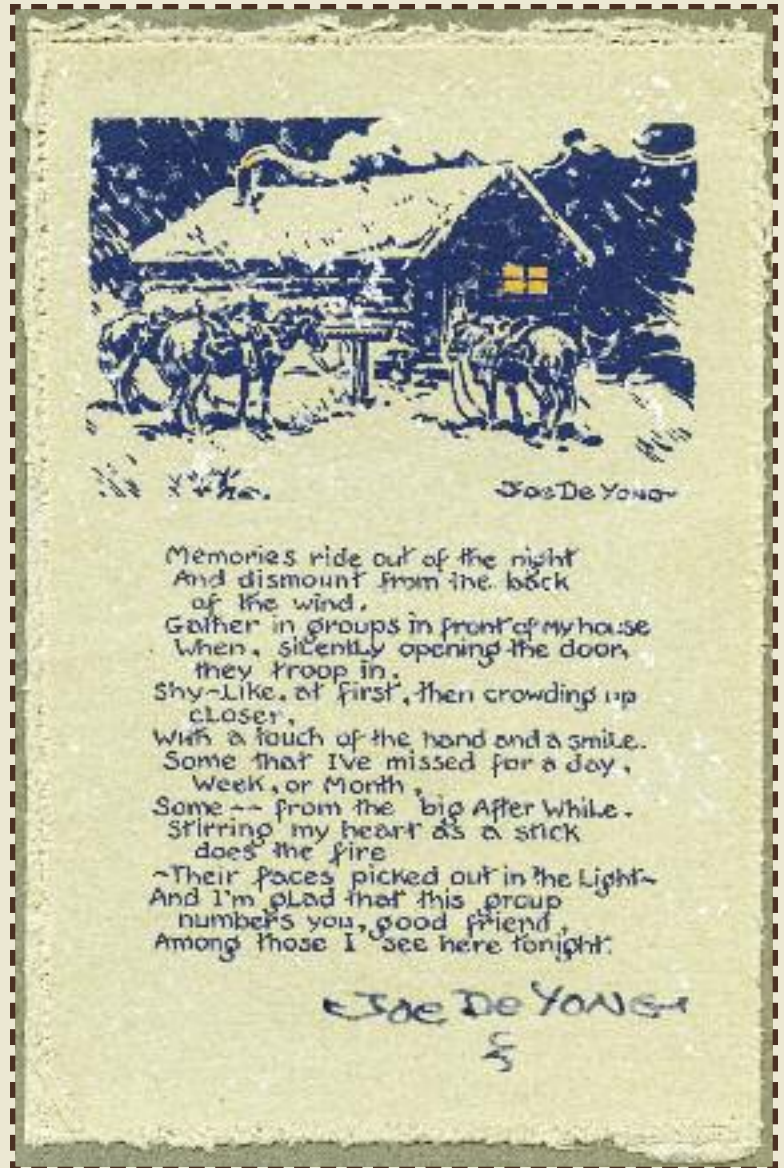 Joe De Yong
Memories ride out of the night
And dismount from the back
of the wind.
Gather in groups in front of my house
When, silently opening the door,
they troop in.
Shy-Like, at first, then crowding up
closer.
With a touch of the hand and a smile.
Some that I've missed for a day,
Week, or Month,
Some -- from the big After While.
Stirring my heart as a stick
does the fire
~Their faces picked out in the Light~
And I'm glad that this group
numbers you, good friend,
Among those I see here tonight.
Joe De Yong